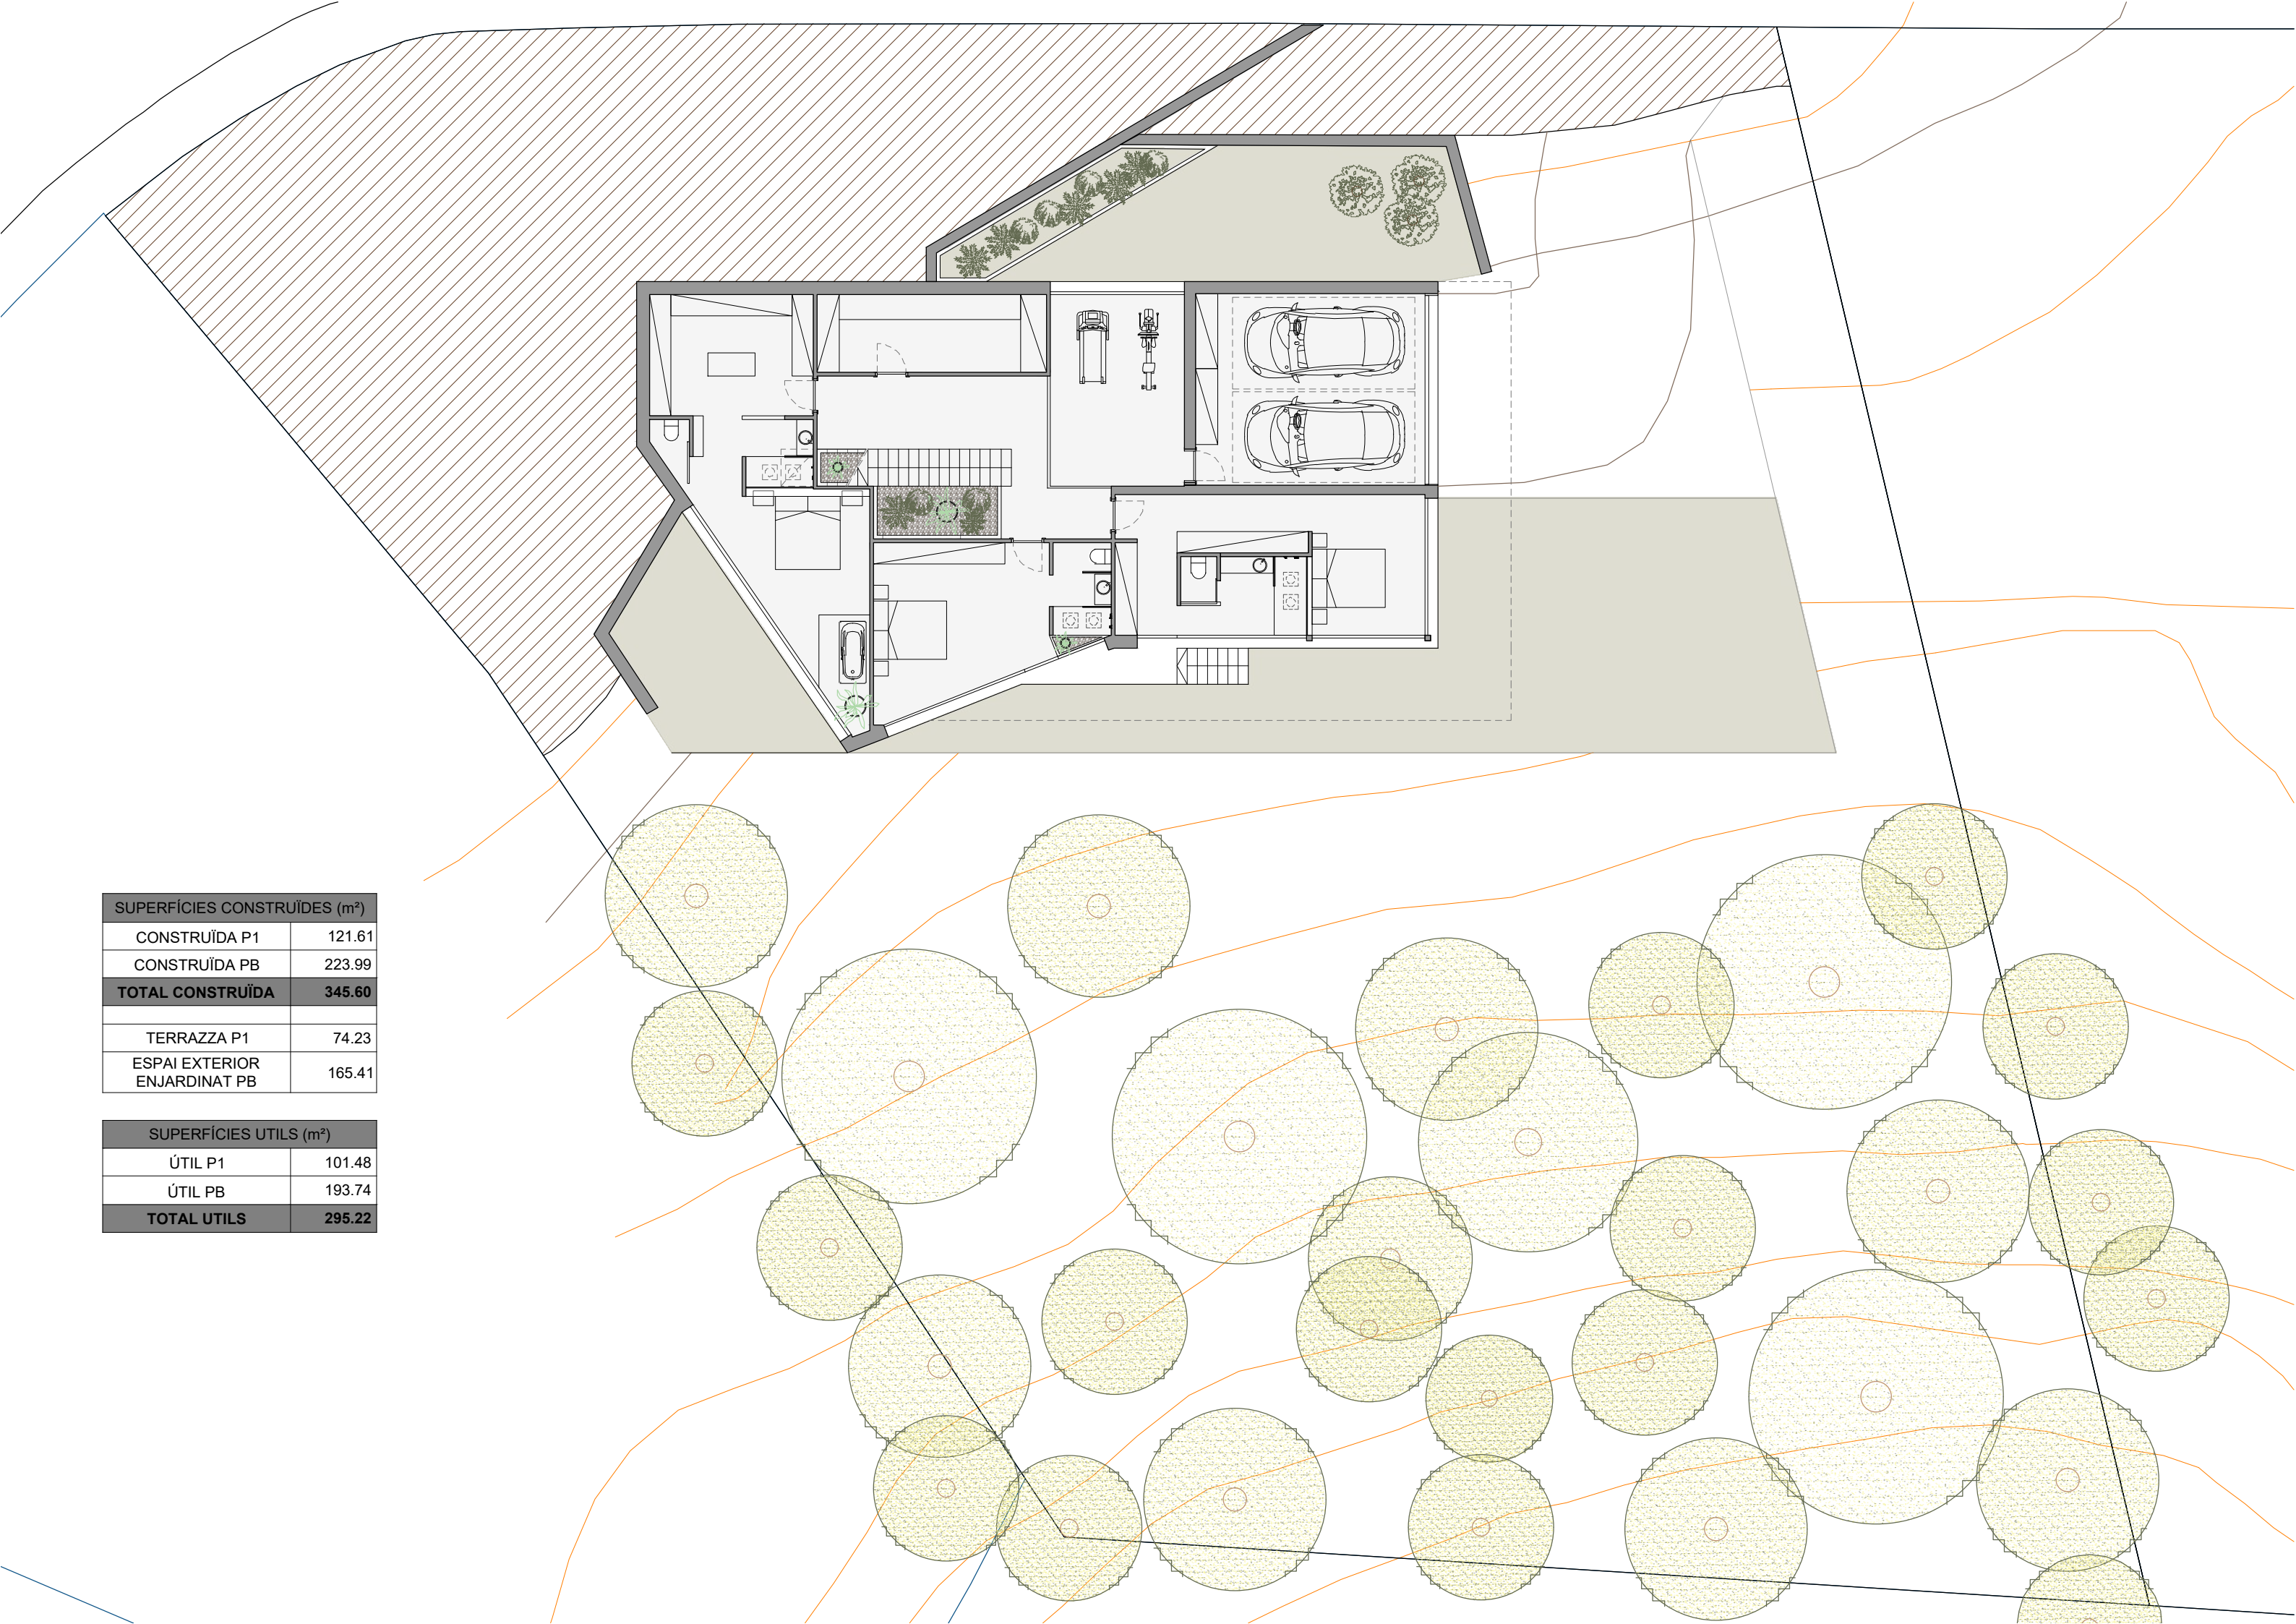 SUPERFÍCIES CONSTRUÏDES (m²)
CONSTRUÏDA P1 121.61
CONSTRUÏDA PB 223.99
TOTAL CONSTRUÏDA 345.60
TERRAZZA P1 74.23
ESPAI EXTERIOR
ENJARDINAT PB 165.41
SUPERFÍCIES UTILS (m²)
ÚTIL P1 101.48
ÚTIL PB 193.74
TOTAL UTILS 295.22